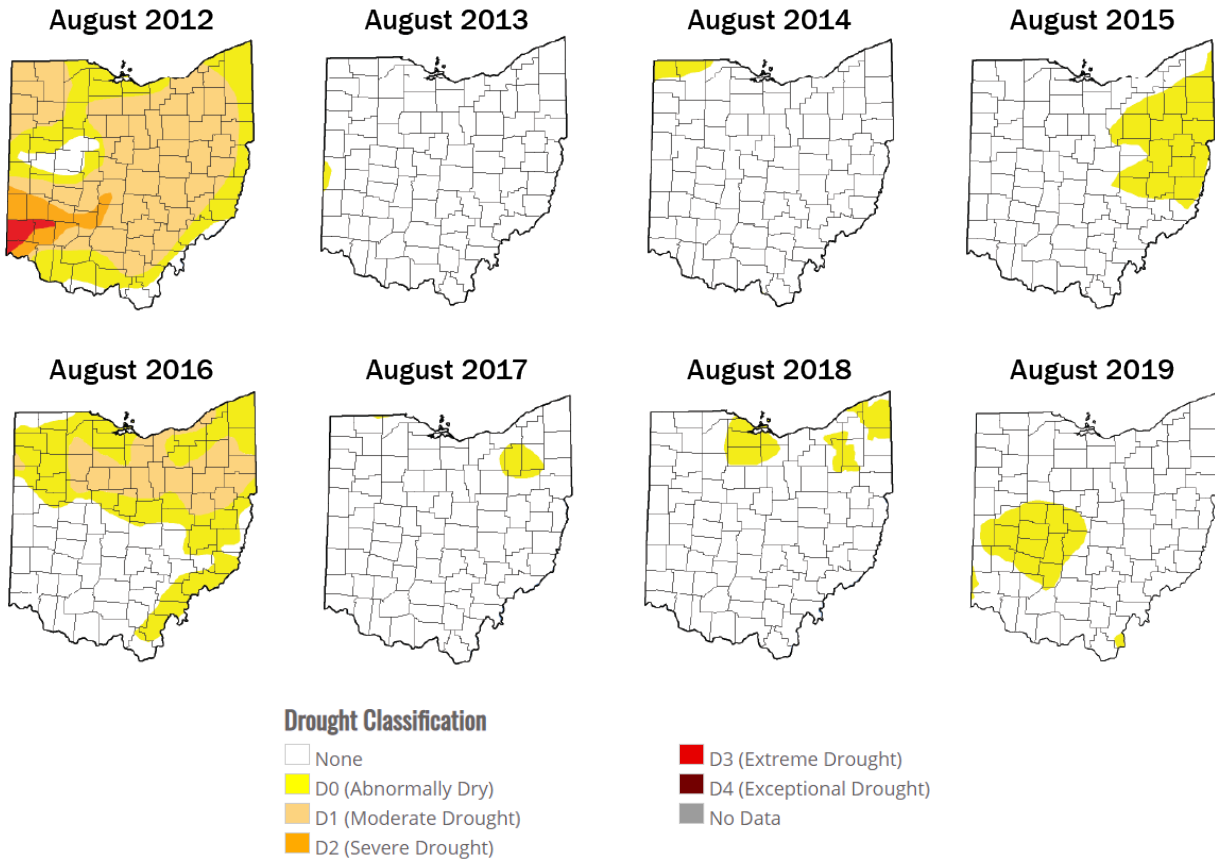 August 2012
August 2013
August 2014
August 2015
August 2016
August 2017
August 2018
August 2019
Drought Classification
None
D0 (Abnormally Dry)
D1 (Moderate Drought)
D2 (Severe Drought)
D3 (Extreme Drought)
D4 (Exceptional Drought)
No Data